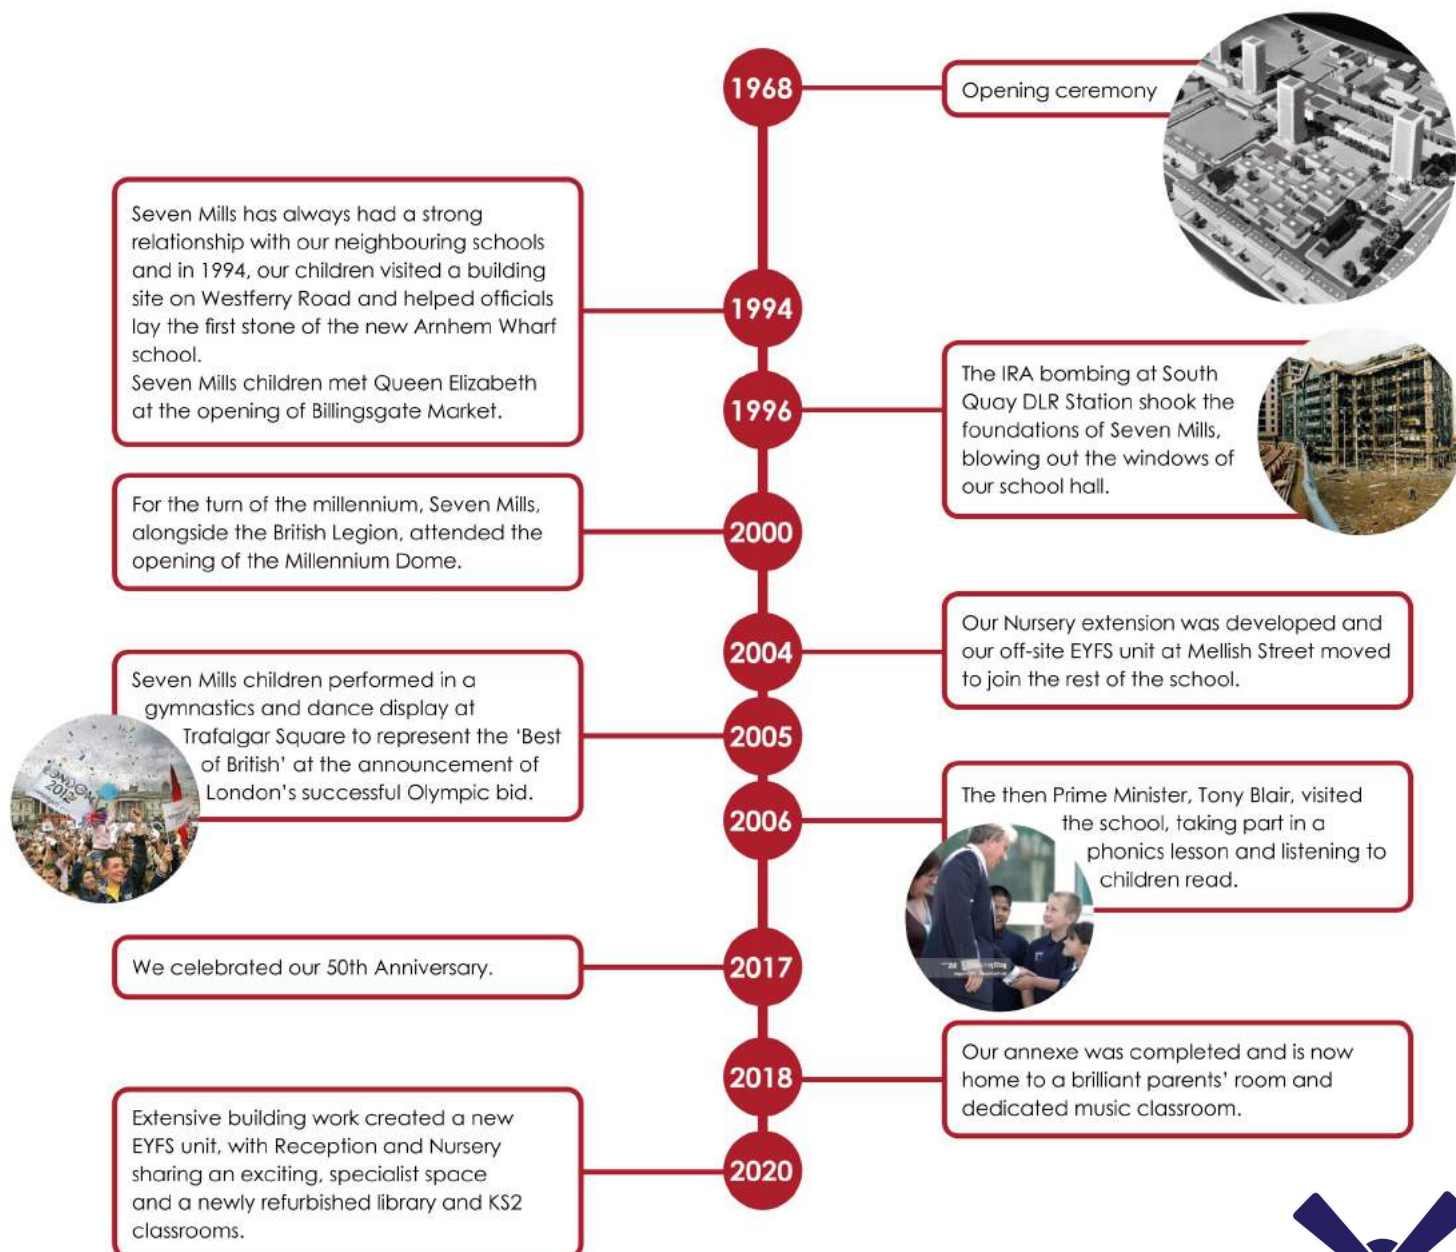 1968
Opening ceremony
1994
Seven Mills has always had a strong
relationship with our neighbouring schools
and in 1994, our children visited a building
site on Westferry Road and helped officials
lay the first stone of the new Arnhem Wharf
school.
Seven Mills children met Queen Elizabeth
at the opening of Billingsgate Market.
1996
The IRA bombing at South
Quay DLR Station shook the
foundations of Seven Mills,
blowing out the windows of
our school hall.
2000
For the turn of the millennium, Seven Mills,
alongside the British Legion, attended the
opening of the Millennium Dome.
2004
Our Nursery extension was developed and
our off-site EYFS unit at Mellish Street moved
to join the rest of the school.
2005
Seven Mills children performed in a
gymnastics and dance display at
Trafalgar Square to represent the ‘Best
of British’ at the announcement of
London’s successful Olympic bid.
LONDON
2012
2006
The then Prime Minister, Tony Blair, visited
the school, taking part in a
phonics lesson and listening to
children read.
2017
We celebrated our 50th Anniversary.
2018
Our annexe was completed and is now
home to a brilliant parents’ room and
dedicated music classroom.
2020
Extensive building work created a new
EYFS unit, with Reception and Nursery
sharing an exciting, specialist space
and a newly refurbished library and KS2
classrooms.